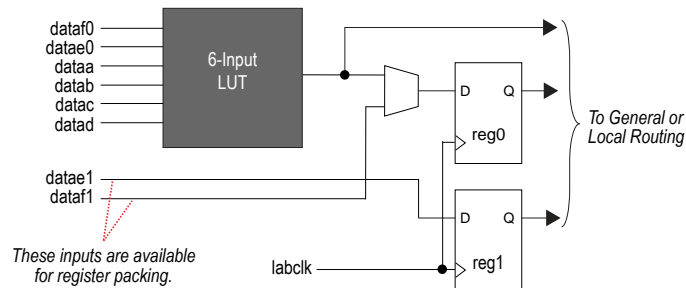 dataf0
datae0
dataa
datab
datac
datad
6-Input
LUT
D Q
reg0
To General or
Local Routing
datae1
dataf1
D Q
reg1
These inputs are available
for register packing.
labclk